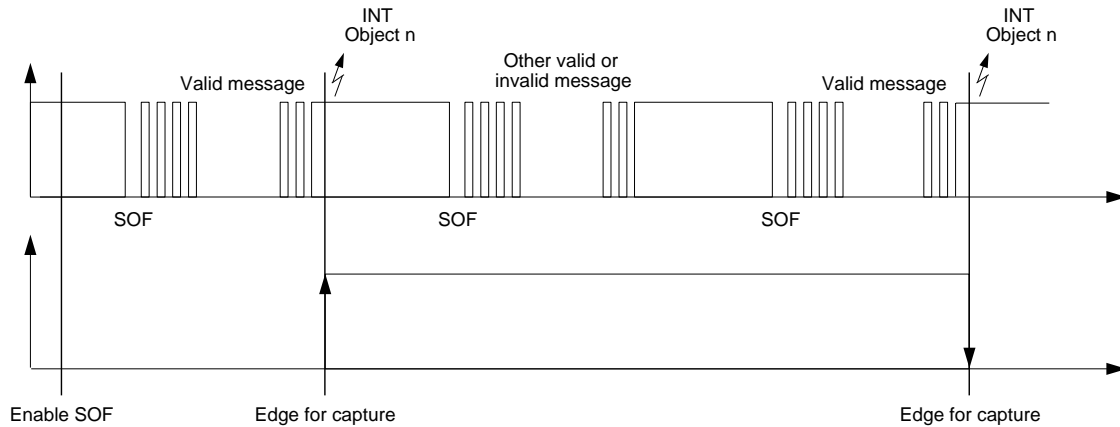 INT
Object n
INT
Object n
Valid message
Other valid or
invalid message
Valid message
SOF
SOF
SOF
Enable SOF
Edge for capture
Edge for capture